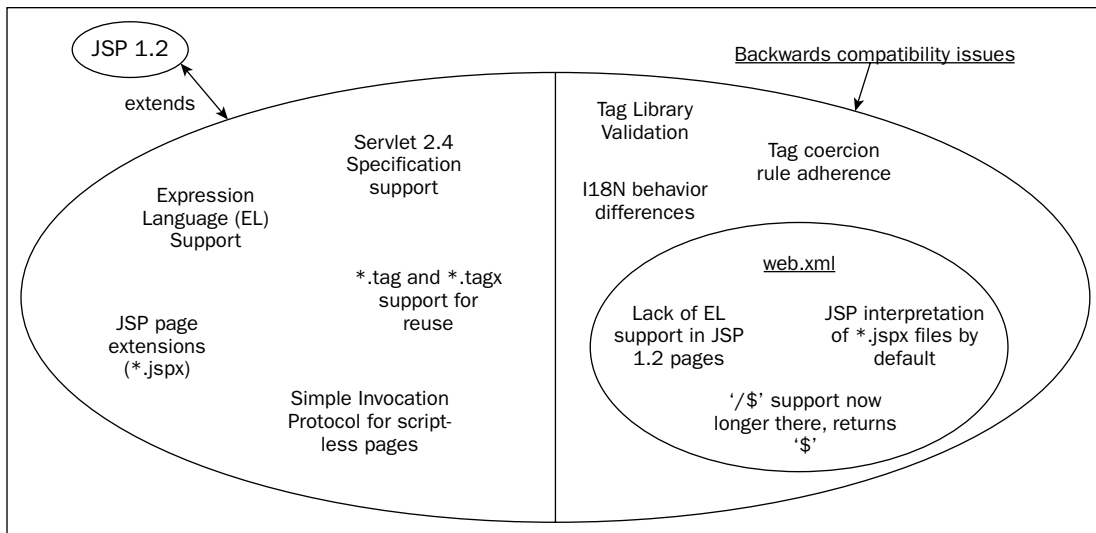 JSP 1.2
extends
Servlet 2.4
Specification
support
Expression
Language (EL)
Support
*.tag and *.tagx
support for
reuse
JSP page
extensions
(*.jspx)
Simple Invocation
Protocol for script-
less pages
Backwards compatibility issues
Tag Library
Validation
Tag coercion
rule adherence
I18N behavior
differences
web.xml
Lack of EL
support in JSP
1.2 pages
JSP interpretation
of *.jspx files by
default
‘/$’ support now
longer there, returns
‘$’